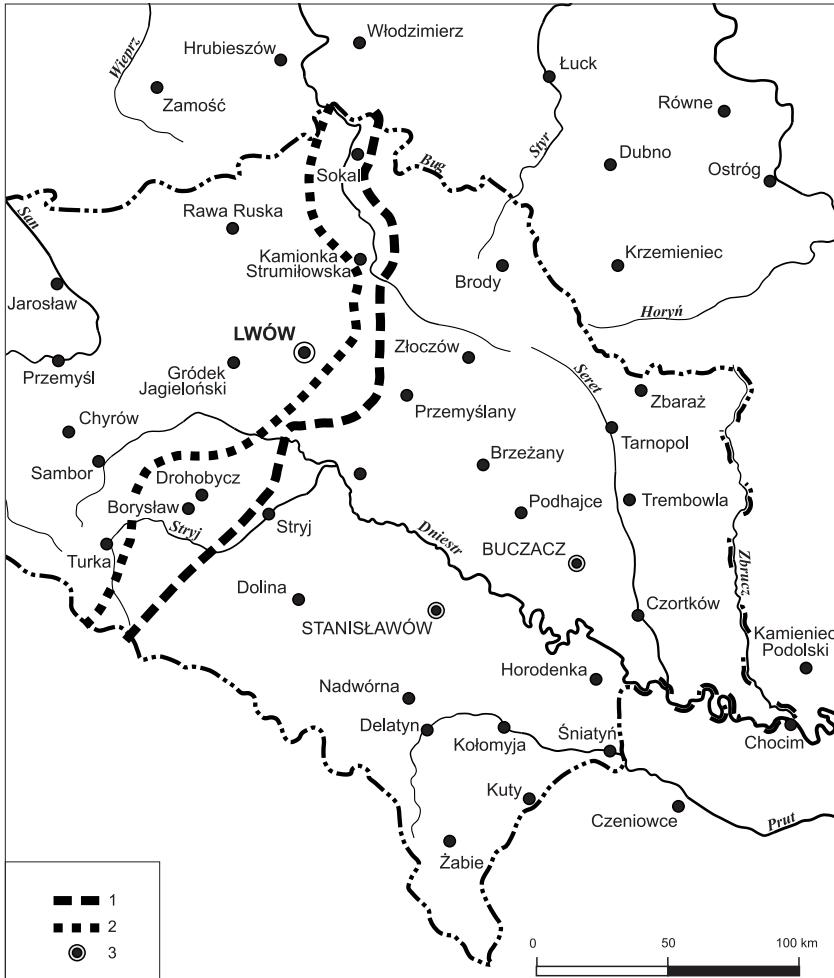 Włodzimierz
Hrubieszów
Wieprz
Łuck
Zamość
Równe
Styr
Bug
Dubno
Sokal
Ostróg
San
Rawa Ruska
Kamionka
Strumiłowska
Brody
Krzemieniec
Jarosław
Horyń
LWÓW
Złoczów
Gródek
Jagieloński
Przemyśl
Seret
Zbaraż
Przemyślany
Chyrów
Tarnopol
Sambor
Brzeżany
Drohobycz
Borysław
Podhajce
Trembowla
Stryj
Stryj
Dniestr
BUCZACZ
Turka
Zbrucz
Dolina
STANISŁAWÓW
Czortków
Kamieniec
Podolski
Horodenka
Nadwórna
Delatyn
Kołomyja
Śniatyń
Chocim
Kuty
Czeniowce
Prut
Żabie
1
2
3
0
50
100 km